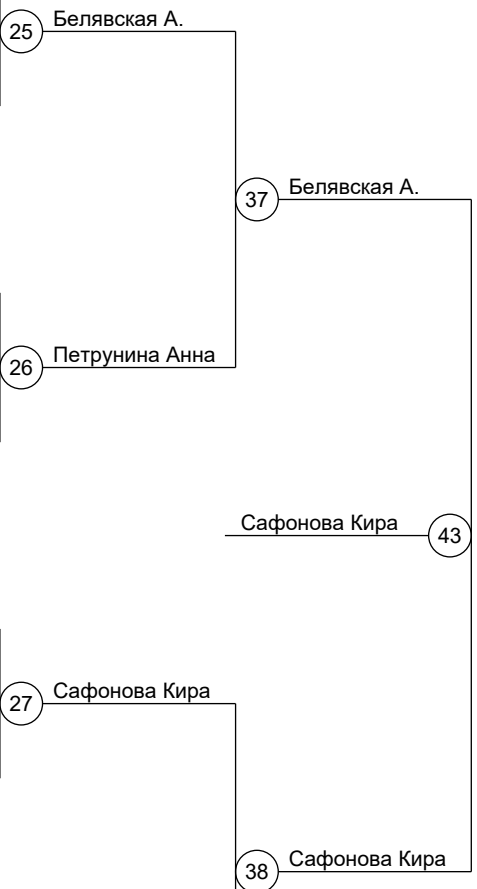 25 Белявская А.
37 Белявская А.
26 Петрунина Анна
Сафонова Кира 43
27 Сафонова Кира
38 Сафонова Кира